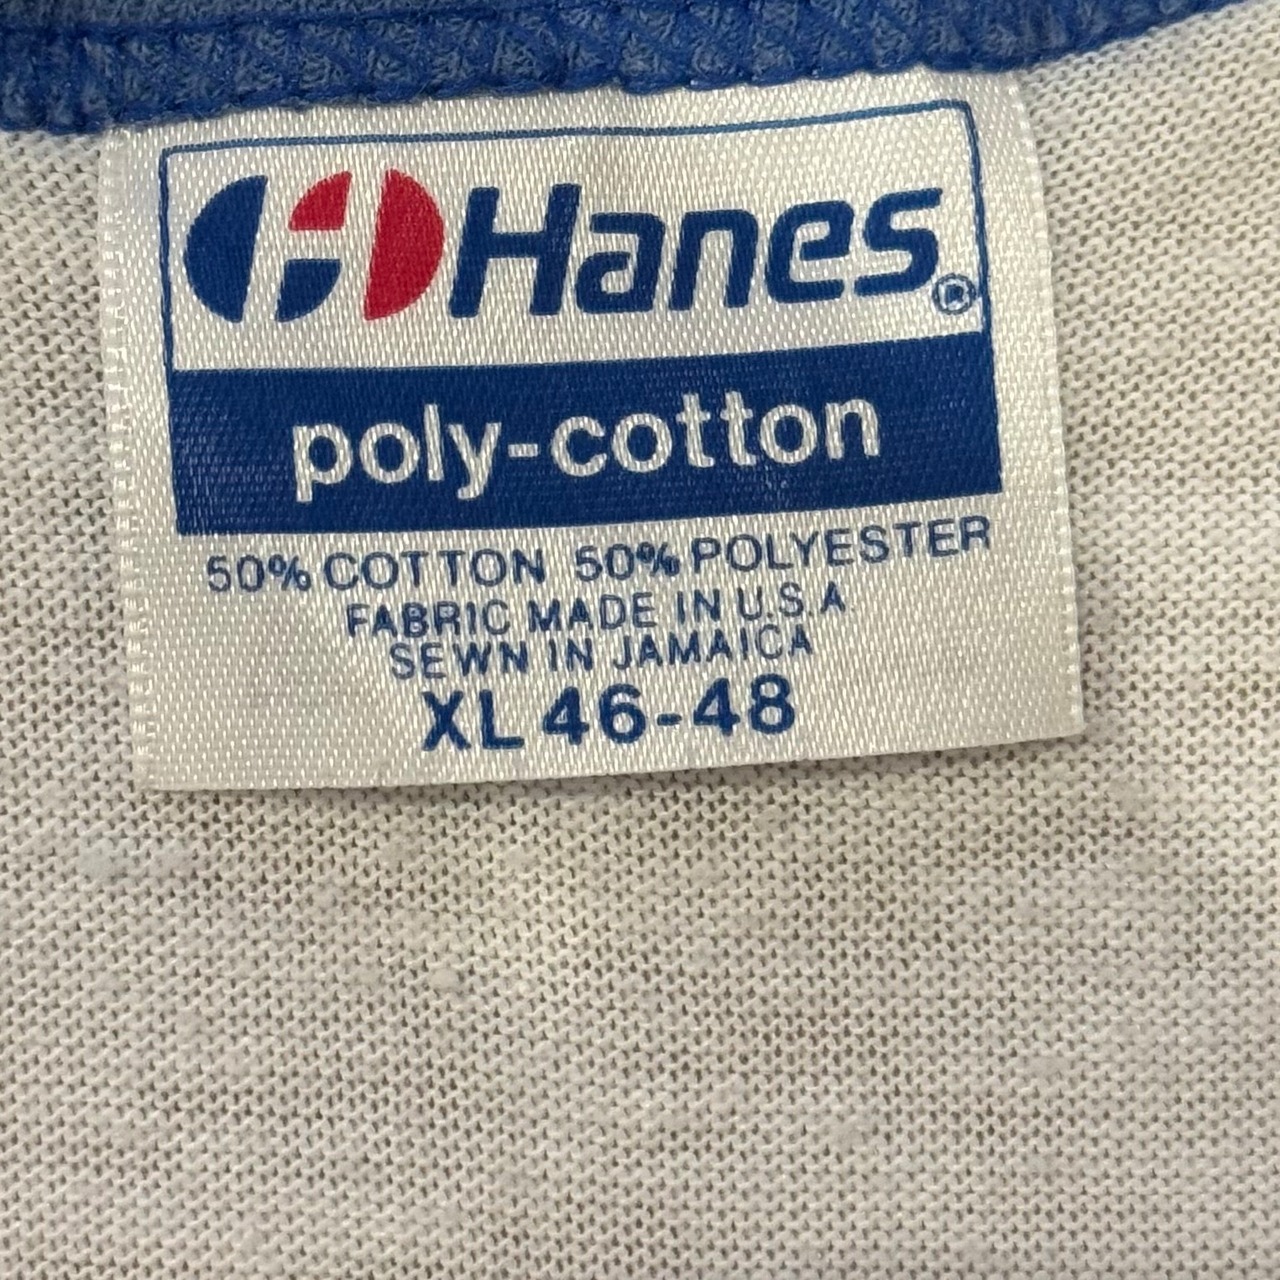 Hanes®
poly-cotton
50% COTTON 50% POLYESTER
FABRIC MADE IN U.S.A
SEWN IN JAMAICA
XL 46-48